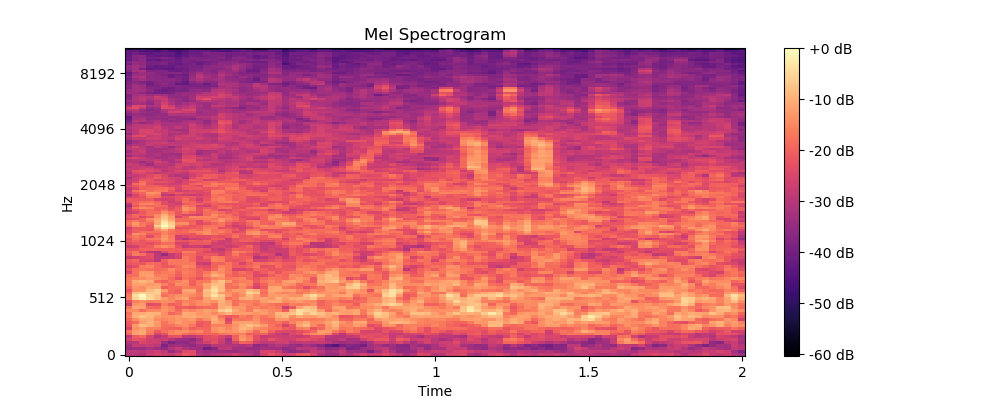 Mel Spectrogram
Hz
8192
4096
2048
1024
512
0
0
0.5
1
1.5
2
Time
+0 dB
-10 dB
-20 dB
-30 dB
-40 dB
-50 dB
-60 dB